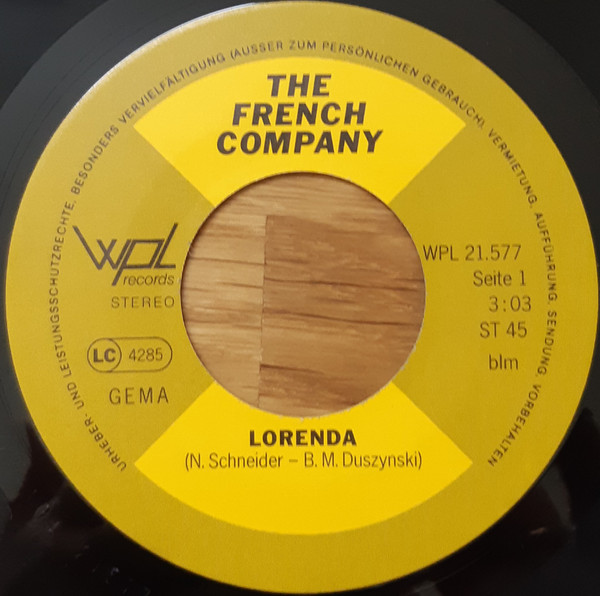 URHEBER- UND LEISTUNGSSCHUTZRECHTE, BESONDERS VERVIELFÄLTIGUNG (AUSSER ZUM PERSÖNLICHEN GEBRAUCH), VERMIETUNG, AUFFÜHRUNG, SENDUNG, VORBEHALTEN
THE
FRENCH
COMPANY
wpl
records
STEREO
LC 4285
GEMA
WPL 21.577
Seite 1
3:03
ST 45
blm
LORENDA
(N. Schneider – B. M. Duszynski)